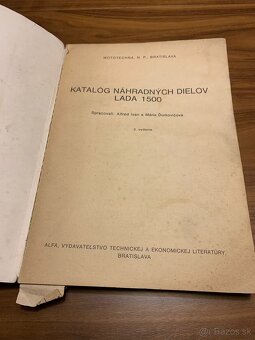 MOTOTECHNA, N. P., BRATISLAVA
KATALÓG NÁHRADNÝCH DIELOV
LADA 1500
Spracovali: Alfréd Ivan a Mária Dumovičová
2. vydanie
ALFA, VYDAVATEĽSTVO TECHNICKEJ A EKONOMICKEJ LITERATÚRY,
BRATISLAVA
bazos.sk